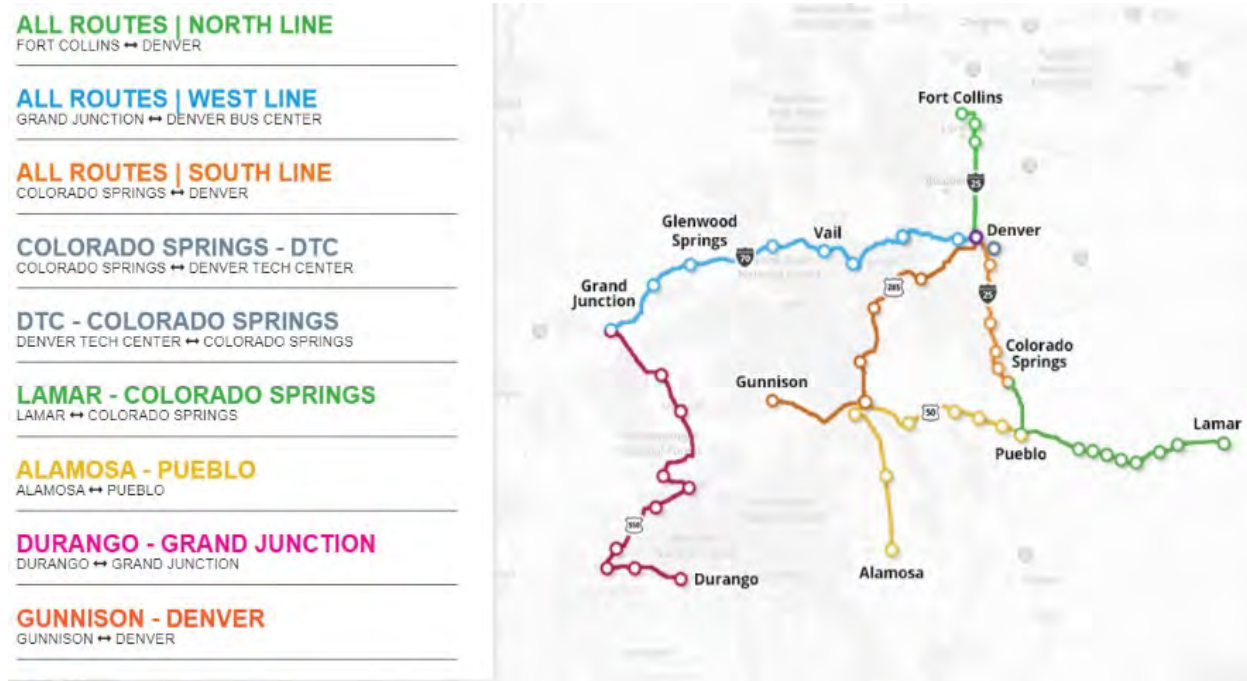 ALL ROUTES | NORTH LINE
FORT COLLINS ↔ DENVER
ALL ROUTES | WEST LINE
GRAND JUNCTION ↔ DENVER BUS CENTER
ALL ROUTES | SOUTH LINE
COLORADO SPRINGS ↔ DENVER
COLORADO SPRINGS - DTC
COLORADO SPRINGS ↔ DENVER TECH CENTER
DTC - COLORADO SPRINGS
DENVER TECH CENTER ↔ COLORADO SPRINGS
LAMAR - COLORADO SPRINGS
LAMAR ↔ COLORADO SPRINGS
ALAMOSA - PUEBLO
ALAMOSA ↔ PUEBLO
DURANGO - GRAND JUNCTION
DURANGO ↔ GRAND JUNCTION
GUNNISON - DENVER
GUNNISON ↔ DENVER
Fort Collins
25
Glenwood
Springs
Vail
Denver
70
Grand
Junction
285
25
Colorado
Springs
Gunnison
50
Lamar
Pueblo
550
Durango
Alamosa